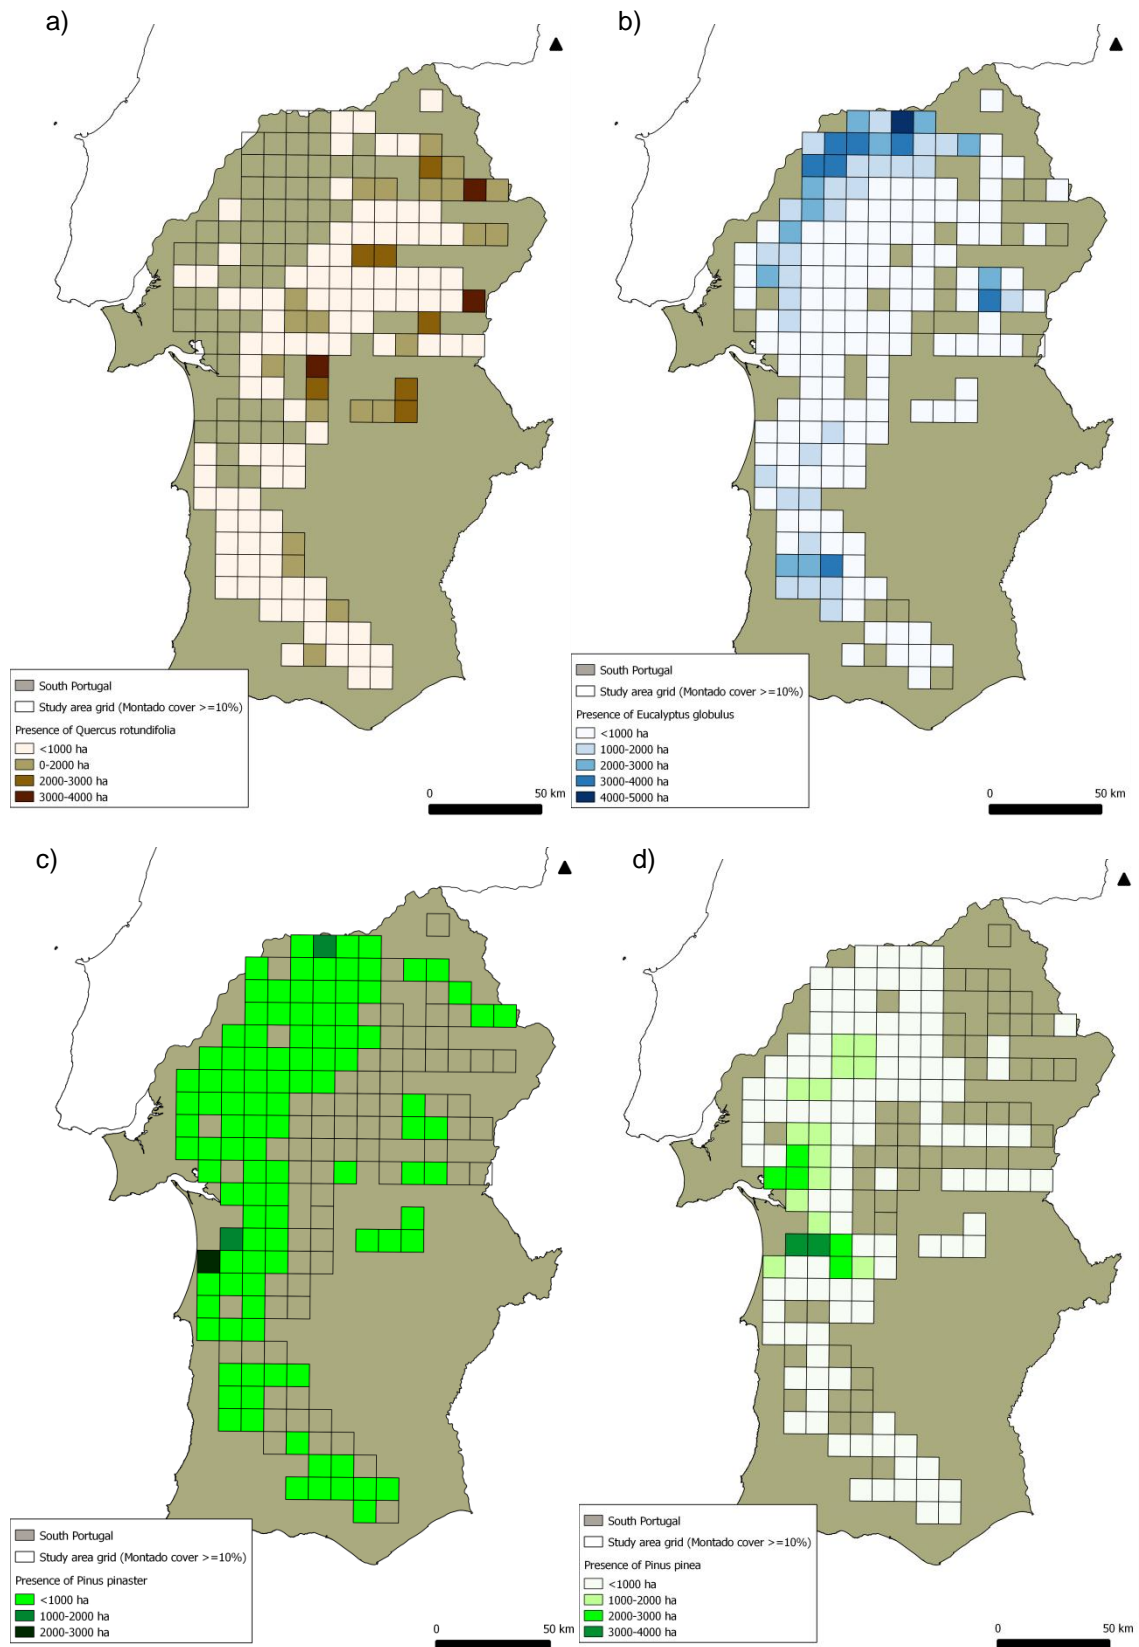 a)
South Portugal
Study area grid (Montado cover >=10%)
Presence of Quercus rotundifolia
<1000 ha
0-2000 ha
2000-3000 ha
3000-4000 ha
0 50 km
b)
South Portugal
Study area grid (Montado cover >=10%)
Presence of Eucalyptus globulus
<1000 ha
1000-2000 ha
2000-3000 ha
3000-4000 ha
4000-5000 ha
0 50 km
c)
South Portugal
Study area grid (Montado cover >=10%)
Presence of Pinus pinaster
<1000 ha
1000-2000 ha
2000-3000 ha
0 50 km
d)
South Portugal
Study area grid (Montado cover >=10%)
Presence of Pinus pinea
<1000 ha
1000-2000 ha
2000-3000 ha
3000-4000 ha
0 50 km